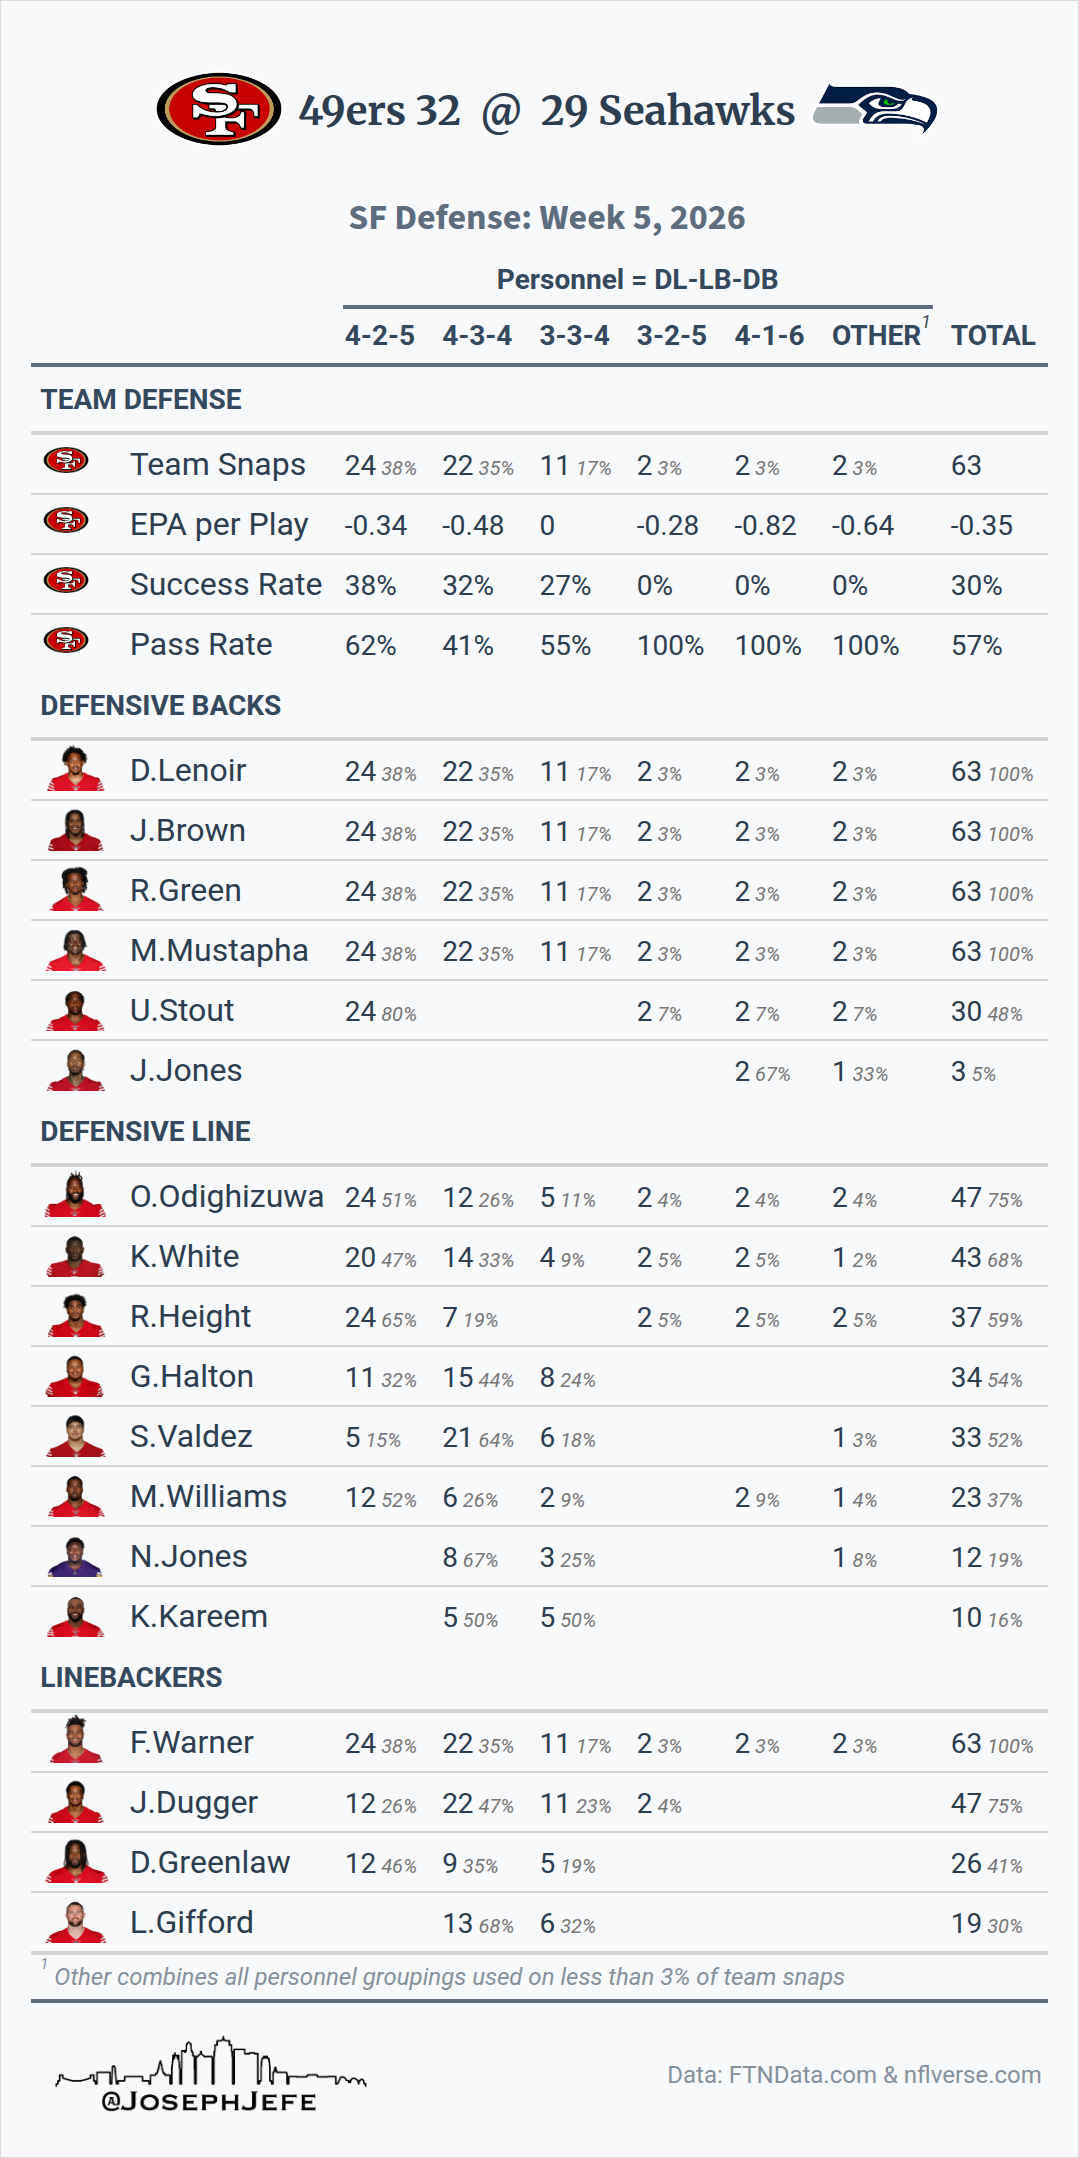 49ers 32 @ 29 Seahawks
SF Defense: Week 5, 2026
Personnel = DL-LB-DB
4-2-5 4-3-4 3-3-4 3-2-5 4-1-6 OTHER1 TOTAL
TEAM DEFENSE
Team Snaps 24 38% 22 35% 11 17% 2 3% 2 3% 2 3% 63
EPA per Play -0.34 -0.48 0 -0.28 -0.82 -0.64 -0.35
Success Rate 38% 32% 27% 0% 0% 0% 30%
Pass Rate 62% 41% 55% 100% 100% 100% 57%
DEFENSIVE BACKS
D.Lenoir 24 38% 22 35% 11 17% 2 3% 2 3% 2 3% 63 100%
J.Brown 24 38% 22 35% 11 17% 2 3% 2 3% 2 3% 63 100%
R.Green 24 38% 22 35% 11 17% 2 3% 2 3% 2 3% 63 100%
M.Mustapha 24 38% 22 35% 11 17% 2 3% 2 3% 2 3% 63 100%
U.Stout 24 80% 2 7% 2 7% 2 7% 30 48%
J.Jones 2 67% 1 33% 3 5%
DEFENSIVE LINE
O.Odighizuwa 24 51% 12 26% 5 11% 2 4% 2 4% 2 4% 47 75%
K.White 20 47% 14 33% 4 9% 2 5% 2 5% 1 2% 43 68%
R.Height 24 65% 7 19% 2 5% 2 5% 2 5% 37 59%
G.Halton 11 32% 15 44% 8 24% 34 54%
S.Valdez 5 15% 21 64% 6 18% 1 3% 33 52%
M.Williams 12 52% 6 26% 2 9% 2 9% 1 4% 23 37%
N.Jones 8 67% 3 25% 1 8% 12 19%
K.Kareem 5 50% 5 50% 10 16%
LINEBACKERS
F.Warner 24 38% 22 35% 11 17% 2 3% 2 3% 2 3% 63 100%
J.Dugger 12 26% 22 47% 11 23% 2 4% 47 75%
D.Greenlaw 12 46% 9 35% 5 19% 26 41%
L.Gifford 13 68% 6 32% 19 30%
1 Other combines all personnel groupings used on less than 3% of team snaps
@JOSEPHJEFE
Data: FTNData.com & nflverse.com